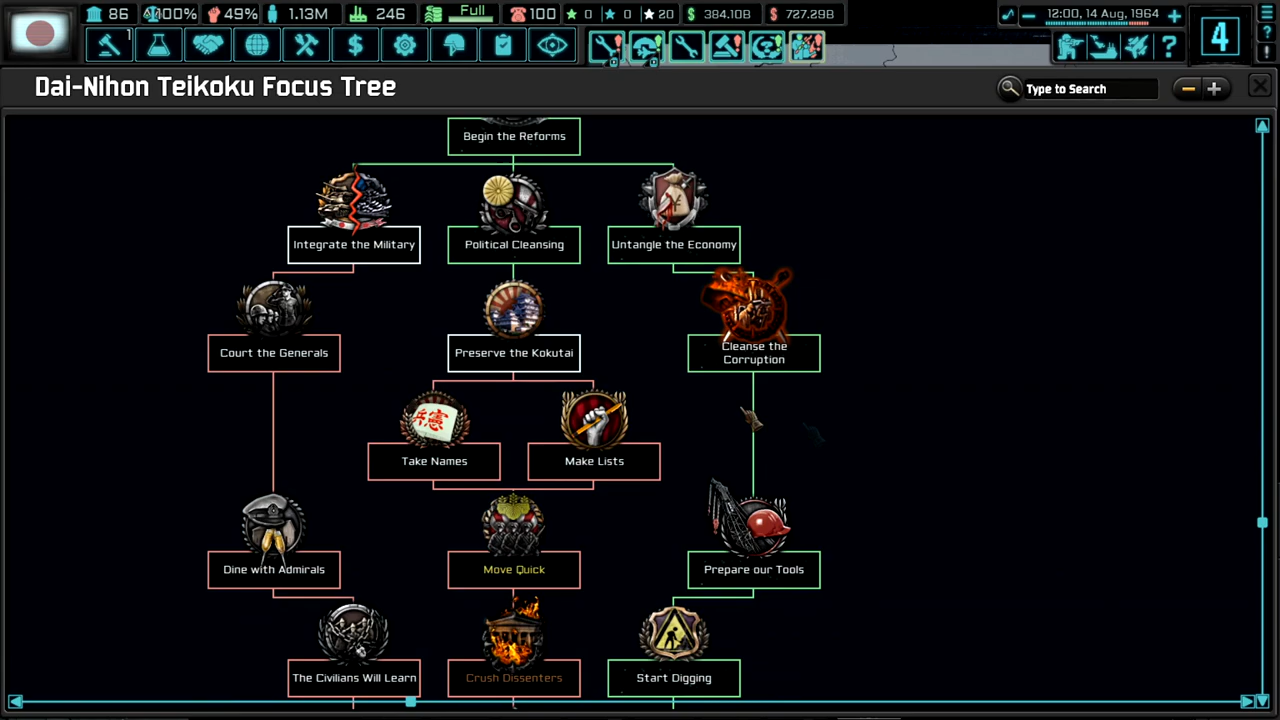 86
100%
49%
1.13M
246
Full
100
0
0
20
$ 384.10B
$ 727.29B
12:00, 14 Aug, 1964
1
?
4
?
!
Dai-Nihon Teikoku Focus Tree
Type to Search
Begin the Reforms
Integrate the Military
Political Cleansing
Untangle the Economy
Court the Generals
Preserve the Kokutai
Cleanse the
Corruption
Take Names
Make Lists
Dine with Admirals
Move Quick
Prepare our Tools
The Civilians Will Learn
Crush Dissenters
Start Digging